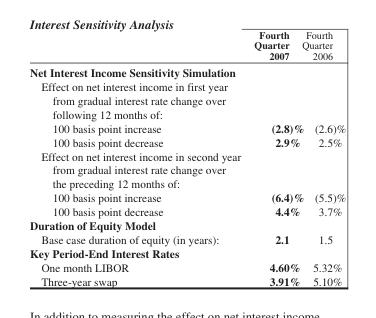 Interest Sensitivity Analysis
Fourth Fourth
Quarter Quarter
2007 2006
Net Interest Income Sensitivity Simulation
Effect on net interest income in first year
from gradual interest rate change over
following 12 months of:
100 basis point increase (2.8)% (2.6)%
100 basis point decrease 2.9% 2.5%
Effect on net interest income in second year
from gradual interest rate change over
the preceding 12 months of:
100 basis point increase (6.4)% (5.5)%
100 basis point decrease 4.4% 3.7%
Duration of Equity Model
Base case duration of equity (in years): 2.1 1.5
Key Period-End Interest Rates
One month LIBOR 4.60% 5.32%
Three-year swap 3.91% 5.10%
In addition to measuring the effect on net interest income